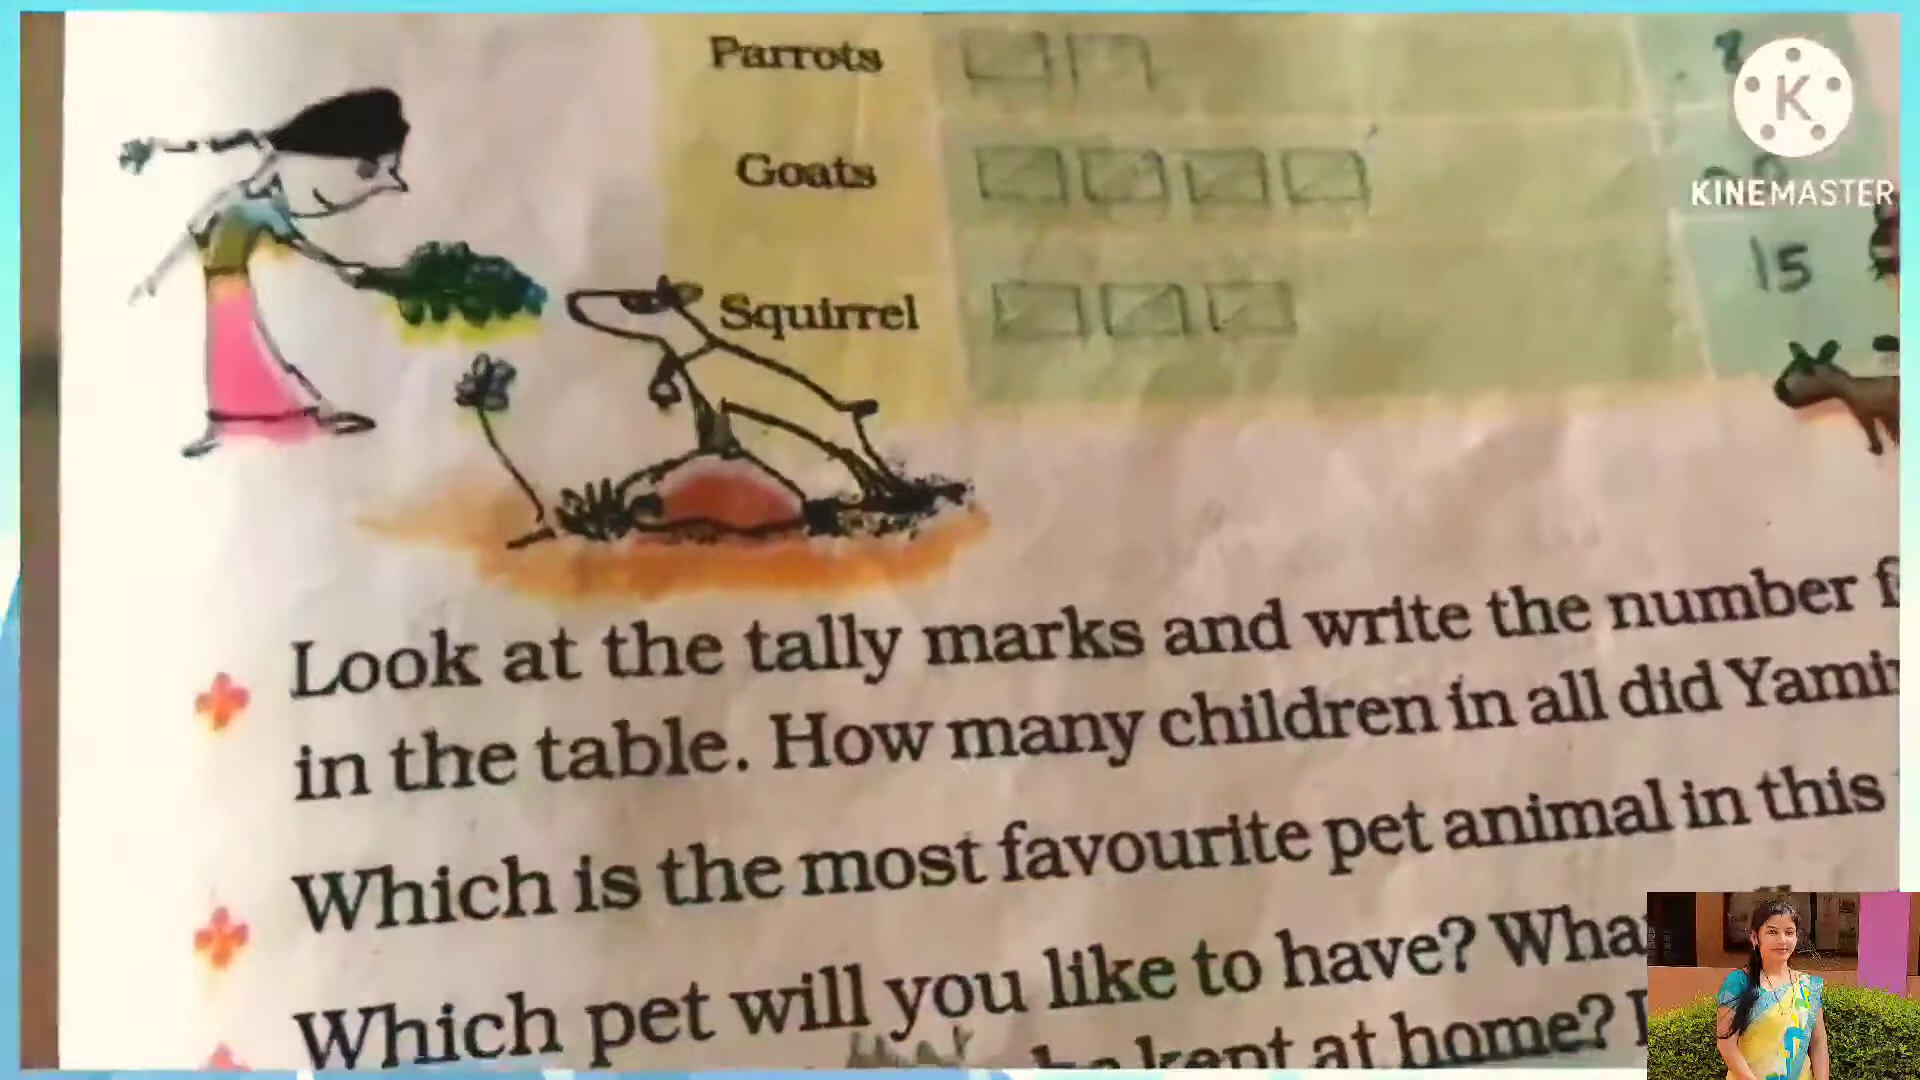 Parrots
Goats
Squirrel
15
KINEMASTER
Look at the tally marks and write the number
in the table. How many children in all did
Which is the most favourite pet animal in this
Which pet will you like to have?
kept at home?